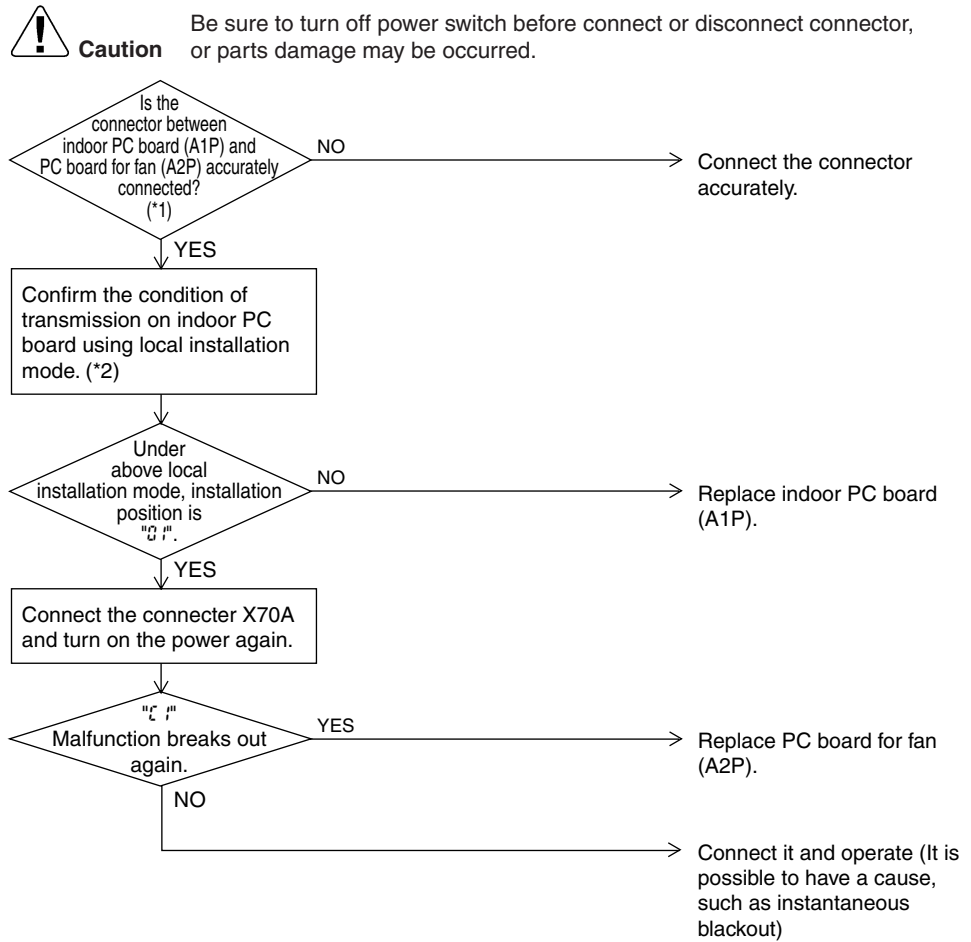 Be sure to turn off power switch before connect or disconnect connector,
Caution or parts damage may be occurred.
Is the
connector between
indoor PC board (A1P) and
PC board for fan (A2P) accurately
connected?
(*1)
NO
Connect the connector
accurately.
YES
Confirm the condition of
transmission on indoor PC
board using local installation
mode. (*2)
Under
above local
installation mode, installation
position is
"01".
NO
Replace indoor PC board
(A1P).
YES
Connect the connecter X70A
and turn on the power again.
"C1"
Malfunction breaks out
again.
YES
Replace PC board for fan
(A2P).
NO
Connect it and operate (It is
possible to have a cause,
such as instantaneous
blackout)